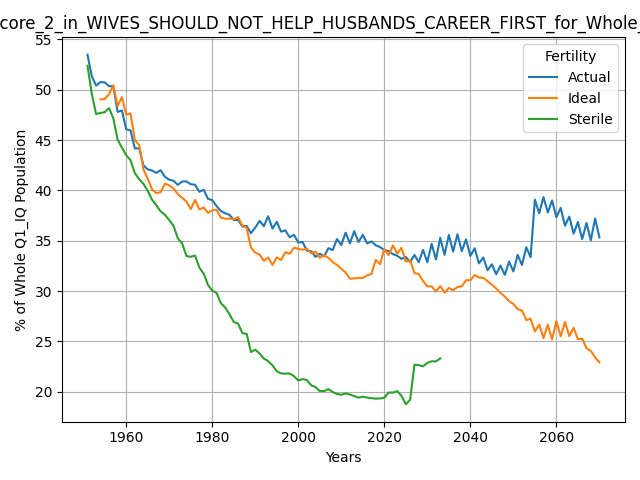 core_2_in_WIVES_SHOULD_NOT_HELP_HUSBANDS_CAREER_FIRST_for_Whole_
Fertility
Actual
Ideal
Sterile
% of Whole Q1_IQ Population
55
50
45
40
35
30
25
20
1960
1980
2000
2020
2040
2060
Years